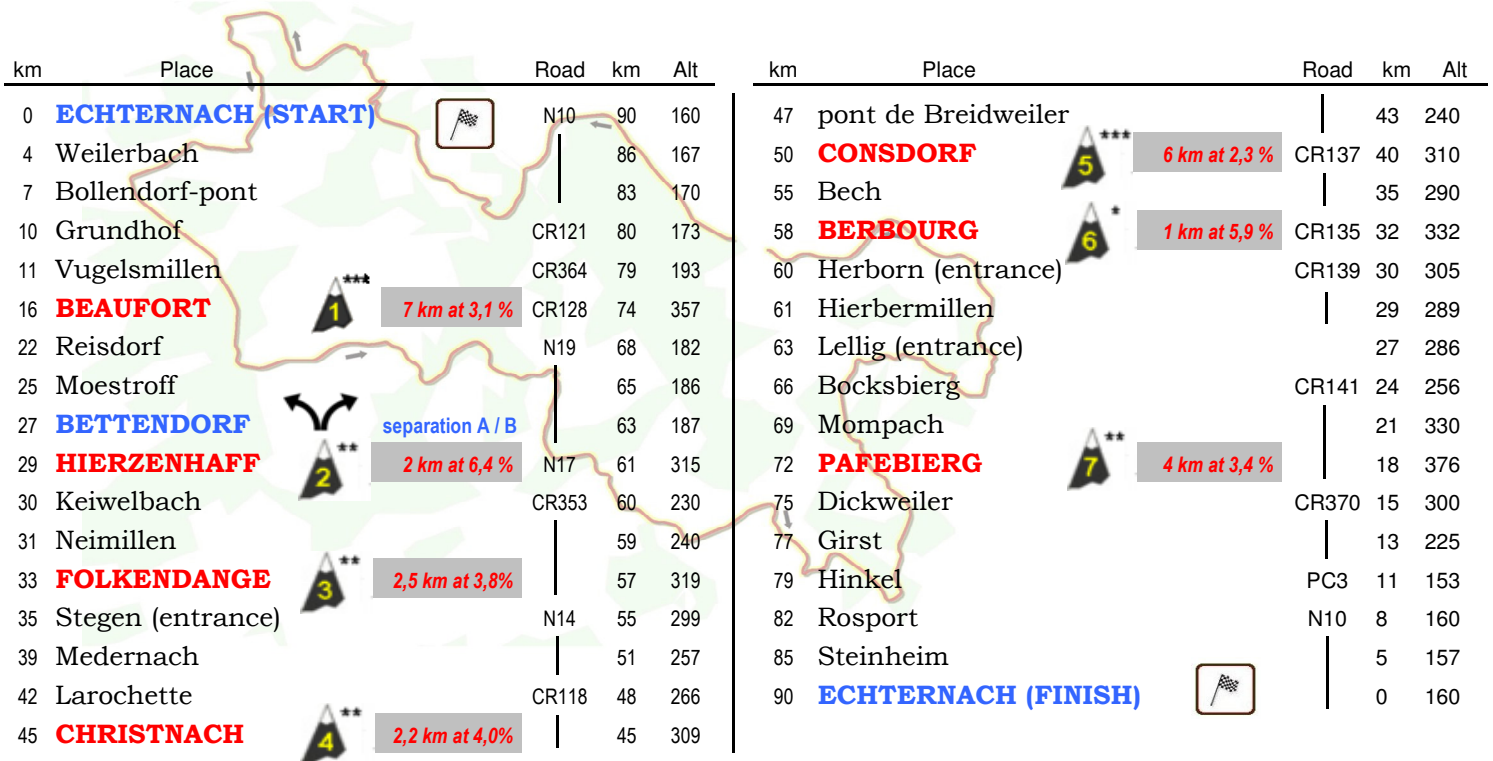 km Place Road km Alt
0 ECHTERNACH (START) N10 90 160
4 Weilerbach 86 167
7 Bollendorf-pont 83 170
10 Grundhof CR121 80 173
11 Vugelsmillen CR364 79 193
16 BEAUFORT 1 *** 7 km at 3,1 % CR128 74 357
22 Reisdorf N19 68 182
25 Moestroff 65 186
27 BETTENDORF separation A / B 63 187
29 HIERZENHAFF 2 ** 2 km at 6,4 % N17 61 315
30 Keiwelbach CR353 60 230
31 Neimillen 59 240
33 FOLKENDANGE 3 ** 2,5 km at 3,8% 57 319
35 Stegen (entrance) N14 55 299
39 Medernach 51 257
42 Larochette CR118 48 266
45 CHRISTNACH 4 ** 2,2 km at 4,0% 45 309
km Place Road km Alt
47 pont de Breidweiler 43 240
50 CONSDORF 5 *** 6 km at 2,3 % CR137 40 310
55 Bech 35 290
58 BERBOURG 6 * 1 km at 5,9 % CR135 32 332
60 Herborn (entrance) CR139 30 305
61 Hierbermillen 29 289
63 Lellig (entrance) 27 286
66 Bocksbierg CR141 24 256
69 Mompach 21 330
72 PAFEBIERG 7 ** 4 km at 3,4 % 18 376
75 Dickweiler CR370 15 300
77 Girst 13 225
79 Hinkel PC3 11 153
82 Rosport N10 8 160
85 Steinheim 5 157
90 ECHTERNACH (FINISH) 0 160